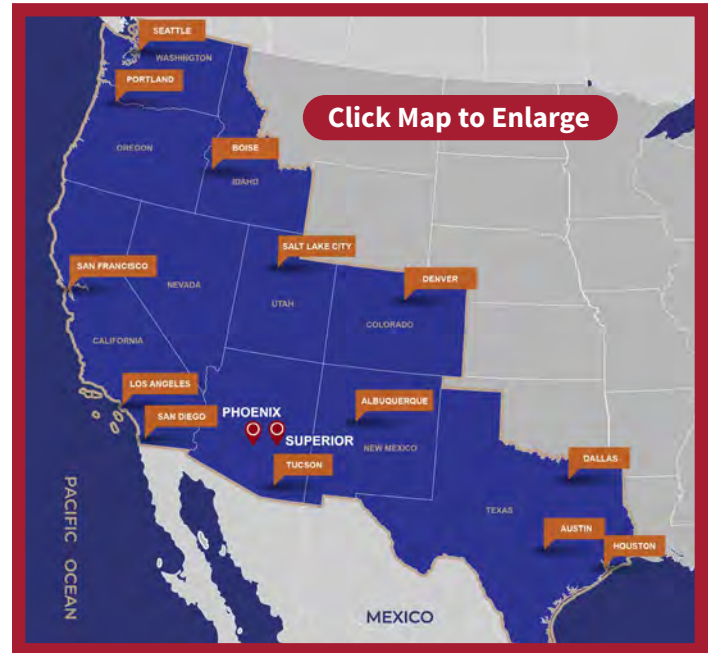 SEATTLE
WASHINGTON
PORTLAND
Click Map to Enlarge
OREGON
BOISE
IDAHO
SALT LAKE CITY
SAN FRANCISCO
DENVER
NEVADA
UTAH
COLORADO
CALIFORNIA
LOS ANGELES
ALBUQUERQUE
SAN DIEGO
PHOENIX
SUPERIOR
NEW MEXICO
TUCSON
DALLAS
TEXAS
AUSTIN
HOUSTON
PACIFIC OCEAN
MEXICO